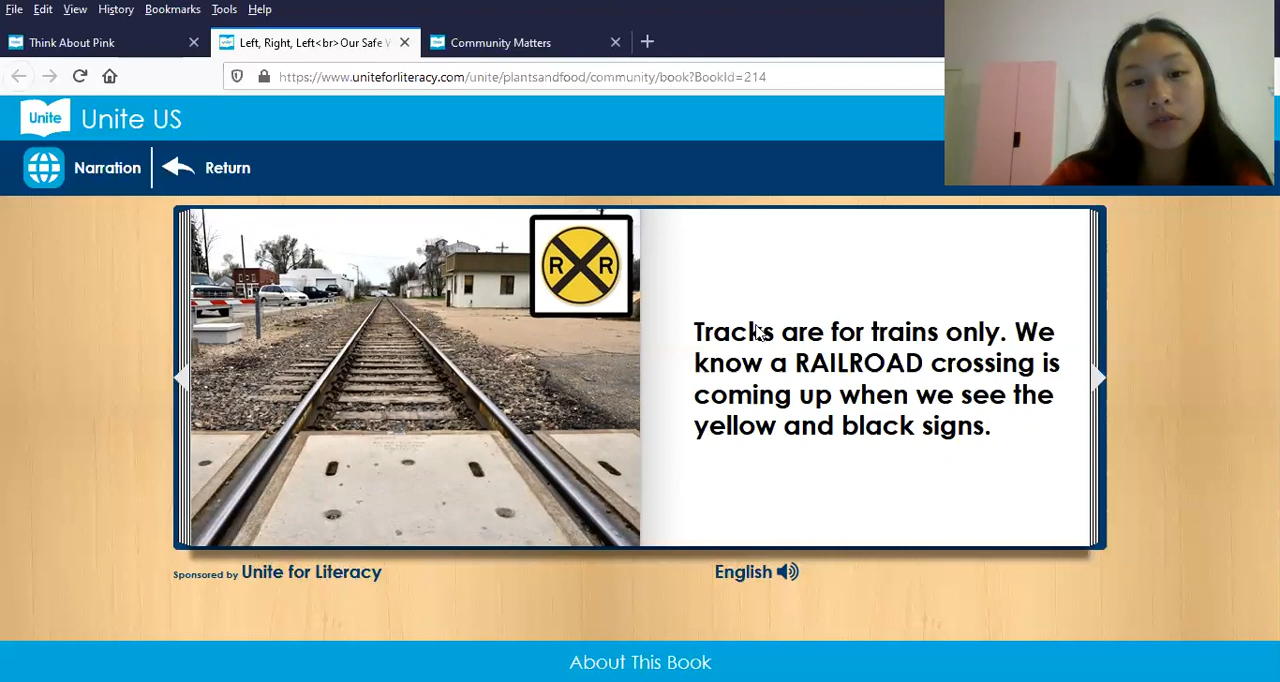 File Edit View History Bookmarks Tools Help
Think About Pink
Left, Right, Left<br>Our Safe
Community Matters
https://www.uniteforliteracy.com/unite/plantsandfood/community/book?BookId=214
Unite Unite US
Narration Return
R R
Tracks are for trains only. We
know a RAILROAD crossing is
coming up when we see the
yellow and black signs.
Sponsored by Unite for Literacy
English
About This Book